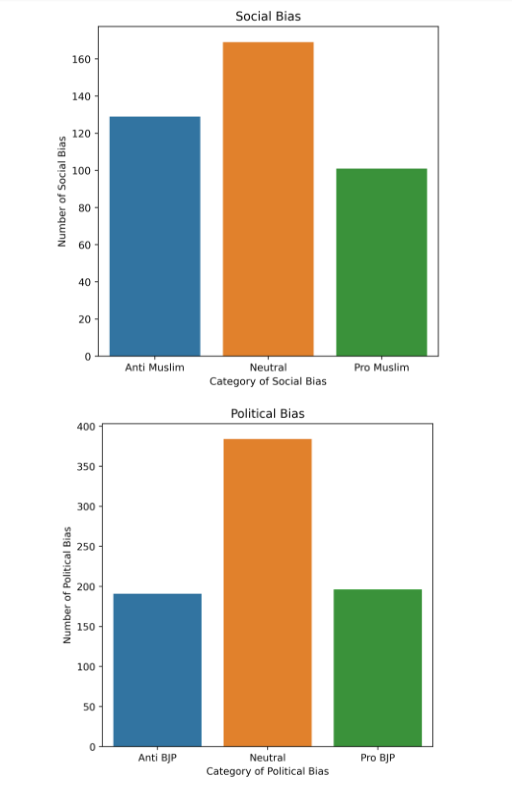 Social Bias
160
140
120
100
80
60
40
20
0
Number of Social Bias
Anti Muslim Neutral Pro Muslim
Category of Social Bias
Political Bias
400
350
300
250
200
150
100
50
0
Number of Political Bias
Anti BJP Neutral Pro BJP
Category of Political Bias